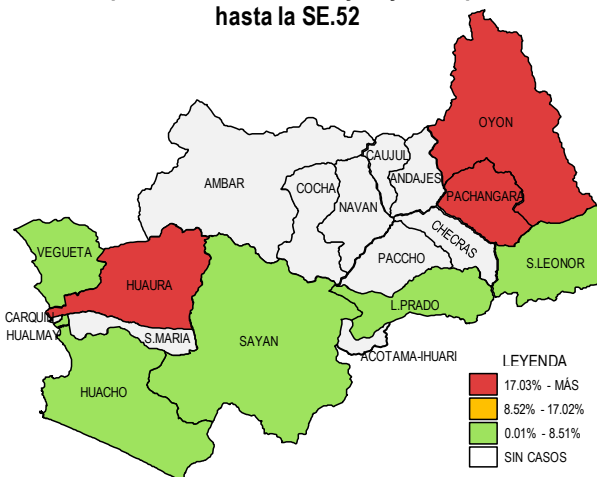 hasta la SE.52
OYON
CAUJUL
ANDAJES
AMBAR
COCHA
PACHANGARA
NAVAN
CHECRAS
VEGUETA
PACCHO
S.LEONOR
HUAURA
L.PRADO
CARQUIN
HUALMAY
S.MARIA
SAYAN
ACOTAMA-IHUARI
HUACHO
LEYENDA
17.03% - MÁS
8.52% - 17.02%
0.01% - 8.51%
SIN CASOS